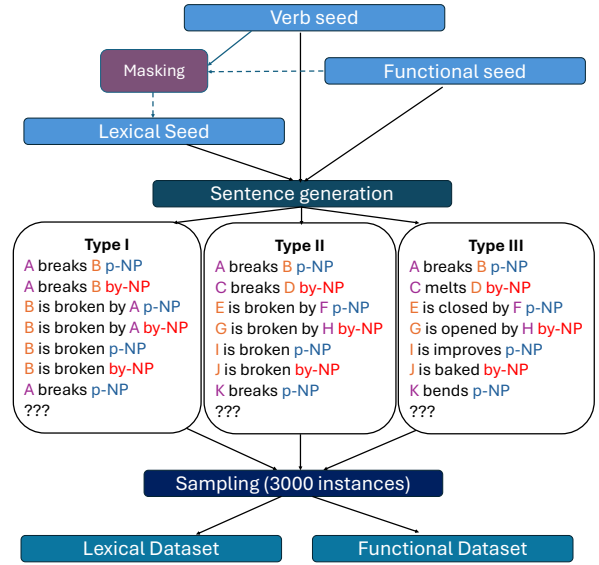 Verb seed
Masking
Functional seed
Lexical Seed
Sentence generation
Type I
A breaks B p-NP
A breaks B by-NP
B is broken by A p-NP
B is broken by A by-NP
B is broken p-NP
B is broken by-NP
A breaks p-NP
???
Type II
A breaks B p-NP
C breaks D by-NP
E is broken by F p-NP
G is broken by H by-NP
I is broken p-NP
J is broken by-NP
K breaks p-NP
???
Type III
A breaks B p-NP
C melts D by-NP
E is closed by F p-NP
G is opened by H by-NP
I is improves p-NP
J is baked by-NP
K bends p-NP
???
Sampling (3000 instances)
Lexical Dataset
Functional Dataset